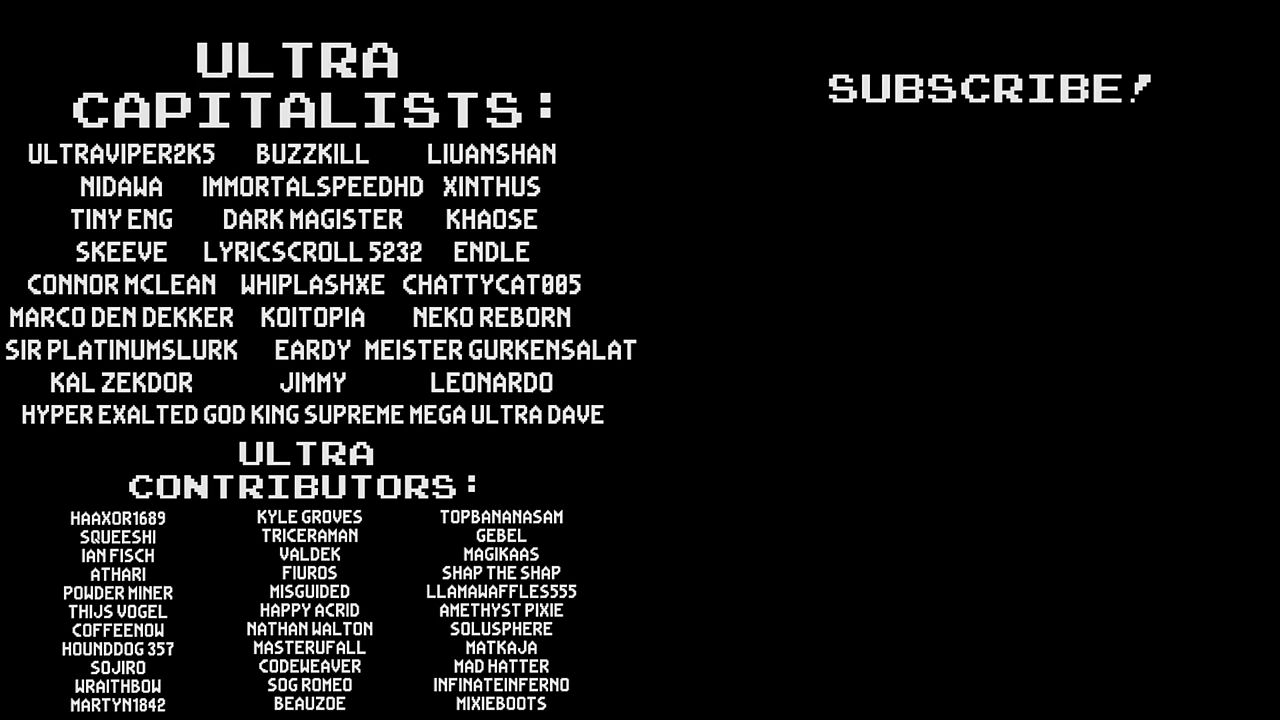 ULTRA
CAPITALISTS:
ULTRAVIPER2K5 BUZZKILL LIUANSHAN
NIDAWA IMMORTALSPEEDHD XINTHUS
TINY ENG DARK MAGISTER KHAOSE
SKEEVE LYRICSCROLL 5232 ENDLE
CONNOR MCLEAN WHIPLASHXE CHATTYCAT005
MARCO DEN DEKKER KOITOPIA NEKO REBORN
SIR PLATINUMSLURK EARDY MEISTER GURKENSALAT
KAL ZEKDOR JIMMY LEONARDO
HYPER EXALTED GOD KING SUPREME MEGA ULTRA DAVE
ULTRA
CONTRIBUTORS:
HAAXOR1689 KYLE GROVES TOPBANANASAM
SQUEESHI TRICERAMAN GEBEL
IAN FISCH VALDEK MAGIKAAS
ATHARI FIUROS SHAP THE SHAP
POWDER MINER MISGUIDED LLAMAWAFFLES555
THIJS VOGEL HAPPY ACRID AMETHYST PIXIE
COFFEENOW NATHAN WALTON SOLUSPHERE
HOUNDDOG 357 MASTERUFALL MATKAJA
SOJIRO CODEWEAVER MAD HATTER
WRAITHBOW SOG ROMEO INFINATEINFERNO
MARTYN1842 BEAUZOE MIXIEBOOTS
SUBSCRIBE!